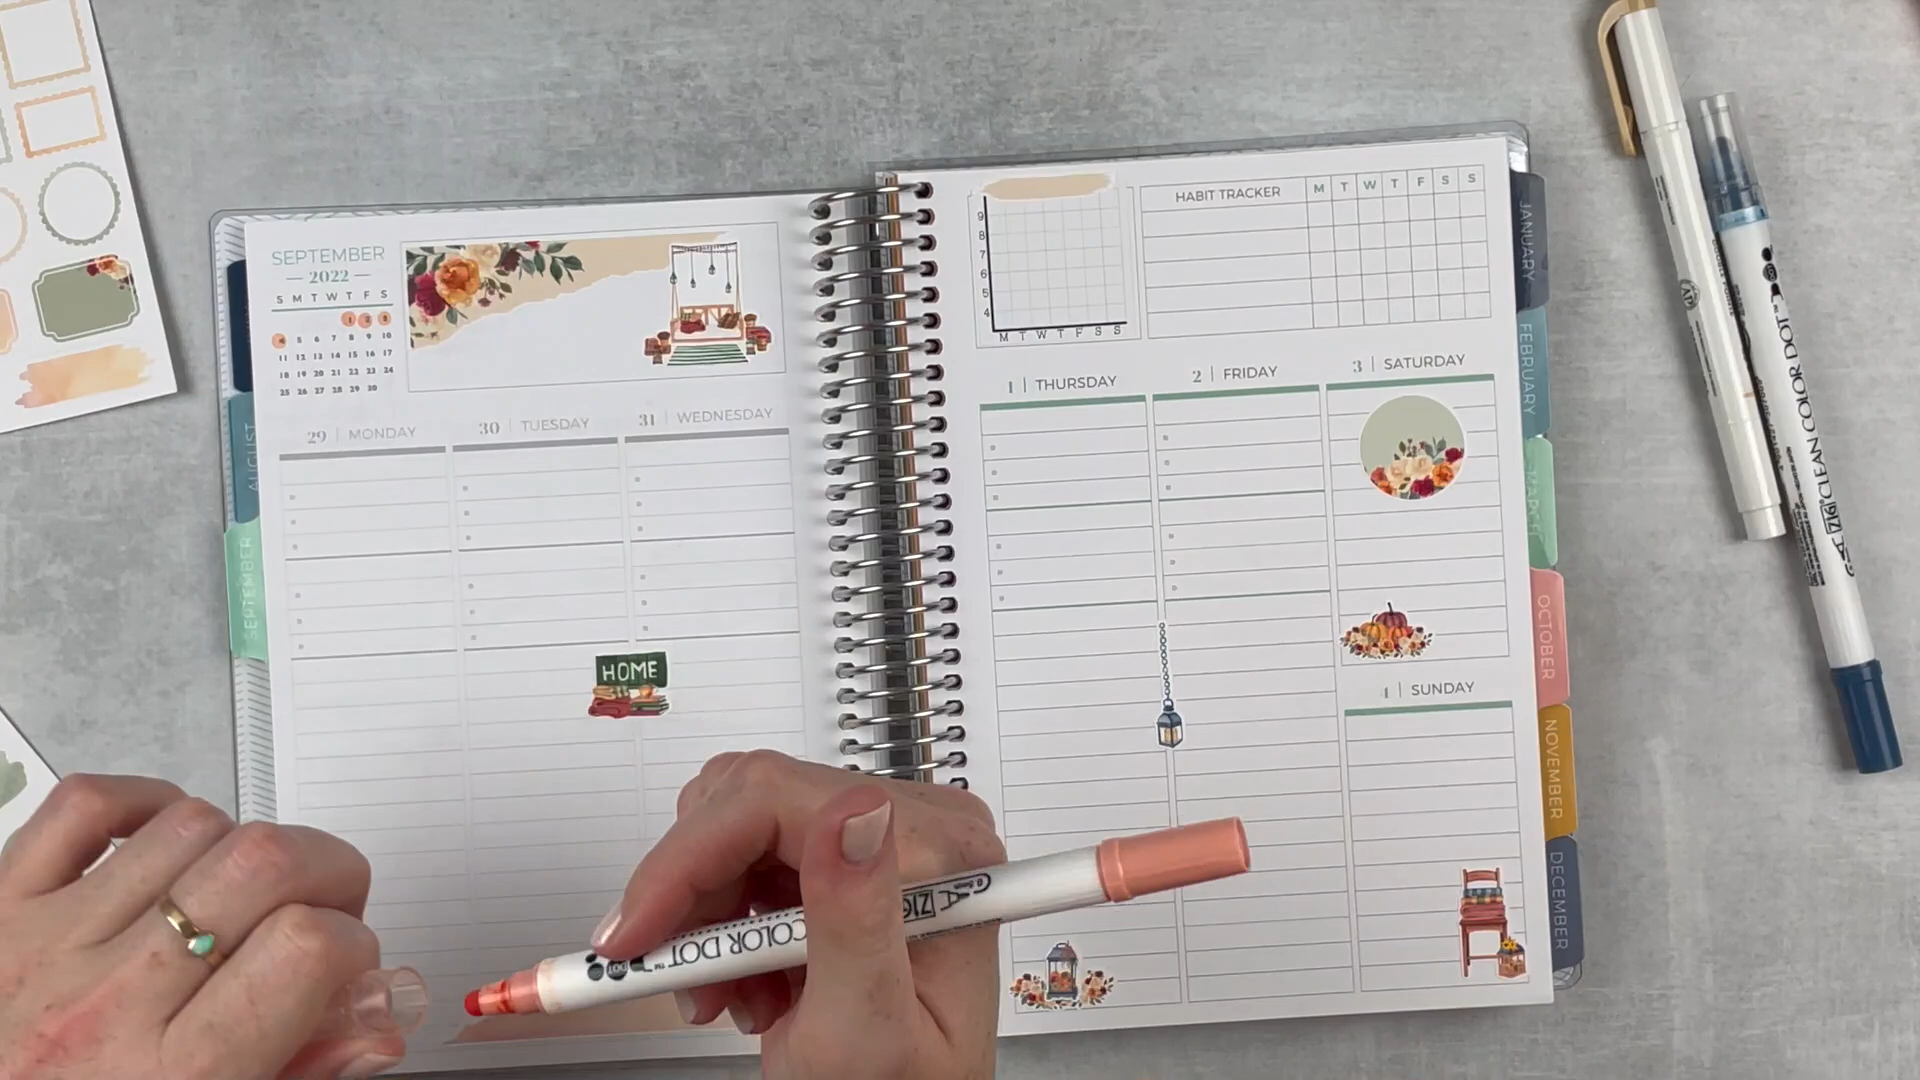 SEPTEMBER
2022
S M T W T F S
1 2 3
4 5 6 7 8 9 10
11 12 13 14 15 16 17
18 19 20 21 22 23 24
25 26 27 28 29 30
29 | MONDAY
30 | TUESDAY
31 | WEDNESDAY
HOME
9
8
7
6
5
4
M T W T F S S
HABIT TRACKER M T W T F S S
1 | THURSDAY
2 | FRIDAY
3 | SATURDAY
4 | SUNDAY
AUGUST
SEPTEMBER
JANUARY
FEBRUARY
MARCH
OCTOBER
NOVEMBER
DECEMBER
COLOR DOT™
ZIG
ZIG CLEAN COLOR DOT™